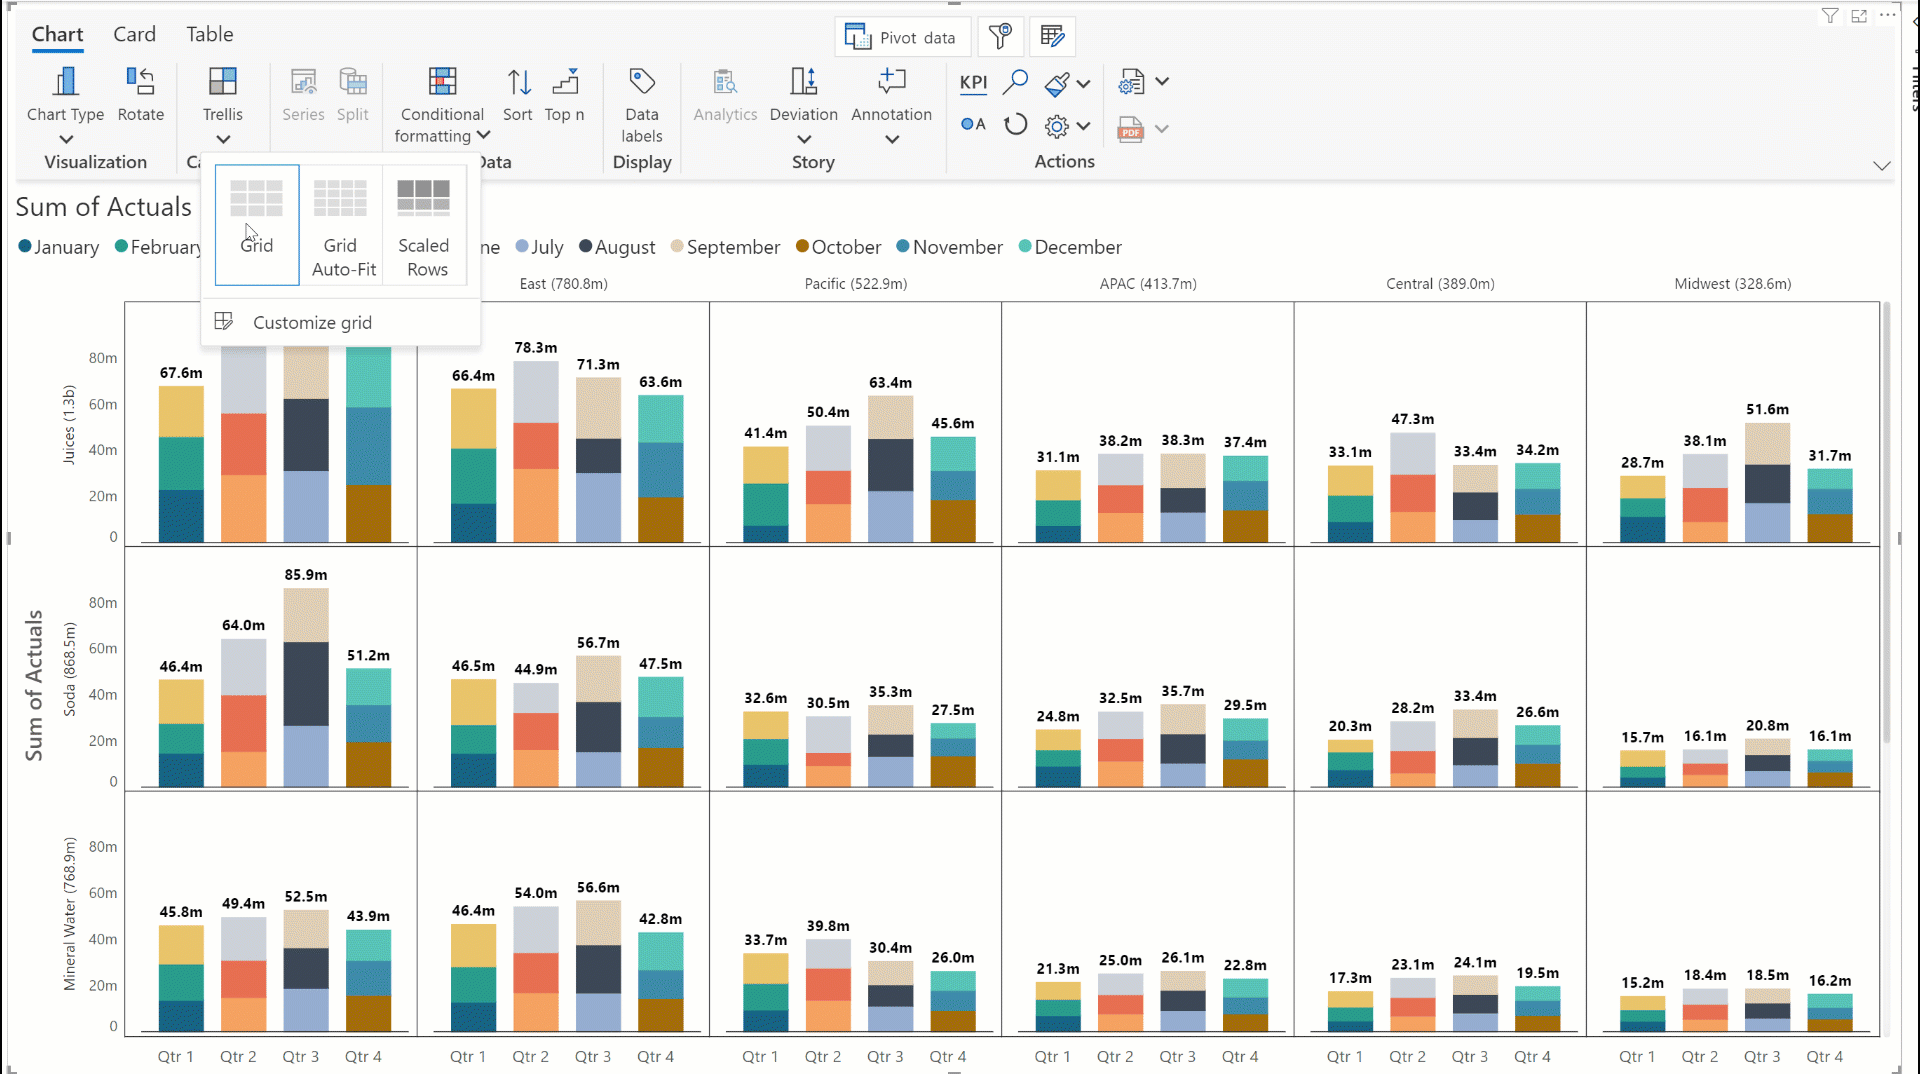 Chart Card Table
Pivot data
Chart Type Rotate
Trellis
Series Split
Conditional formatting
Sort Top n
Data labels
Analytics Deviation Annotation
KPI
A
PDF
Visualization
Display
Story
Actions
Grid
Grid Auto-Fit
Scaled Rows
Customize grid
Sum of Actuals
January
July August September October November December
East (780.8m) Pacific (522.9m) APAC (413.7m) Central (389.0m) Midwest (328.6m)
Sum of Actuals
Juices (1.3b)
80m
60m
40m
20m
0
67.6m
66.4m 78.3m 71.3m 63.6m
41.4m 50.4m 63.4m 45.6m
31.1m 38.2m 38.3m 37.4m
33.1m 47.3m 33.4m 34.2m
28.7m 38.1m 51.6m 31.7m
Soda (868.5m)
80m
60m
40m
20m
0
46.4m 64.0m 85.9m 51.2m
46.5m 44.9m 56.7m 47.5m
32.6m 30.5m 35.3m 27.5m
24.8m 32.5m 35.7m 29.5m
20.3m 28.2m 33.4m 26.6m
15.7m 16.1m 20.8m 16.1m
Mineral Water (768.9m)
80m
60m
40m
20m
0
45.8m 49.4m 52.5m 43.9m
46.4m 54.0m 56.6m 42.8m
33.7m 39.8m 30.4m 26.0m
21.3m 25.0m 26.1m 22.8m
17.3m 23.1m 24.1m 19.5m
15.2m 18.4m 18.5m 16.2m
Qtr 1 Qtr 2 Qtr 3 Qtr 4 Qtr 1 Qtr 2 Qtr 3 Qtr 4 Qtr 1 Qtr 2 Qtr 3 Qtr 4 Qtr 1 Qtr 2 Qtr 3 Qtr 4 Qtr 1 Qtr 2 Qtr 3 Qtr 4 Qtr 1 Qtr 2 Qtr 3 Qtr 4